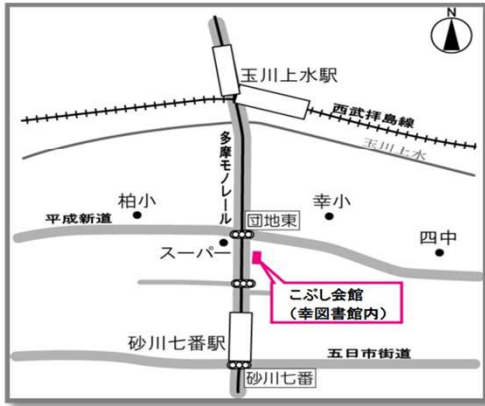 N
玉川上水駅
西武拝島線
玉川上水
多摩モノレール
柏小
幸小
平成新道
団地東
四中
スーパー
こぶし会館
（幸図書館内）
砂川七番駅
五日市街道
砂川七番